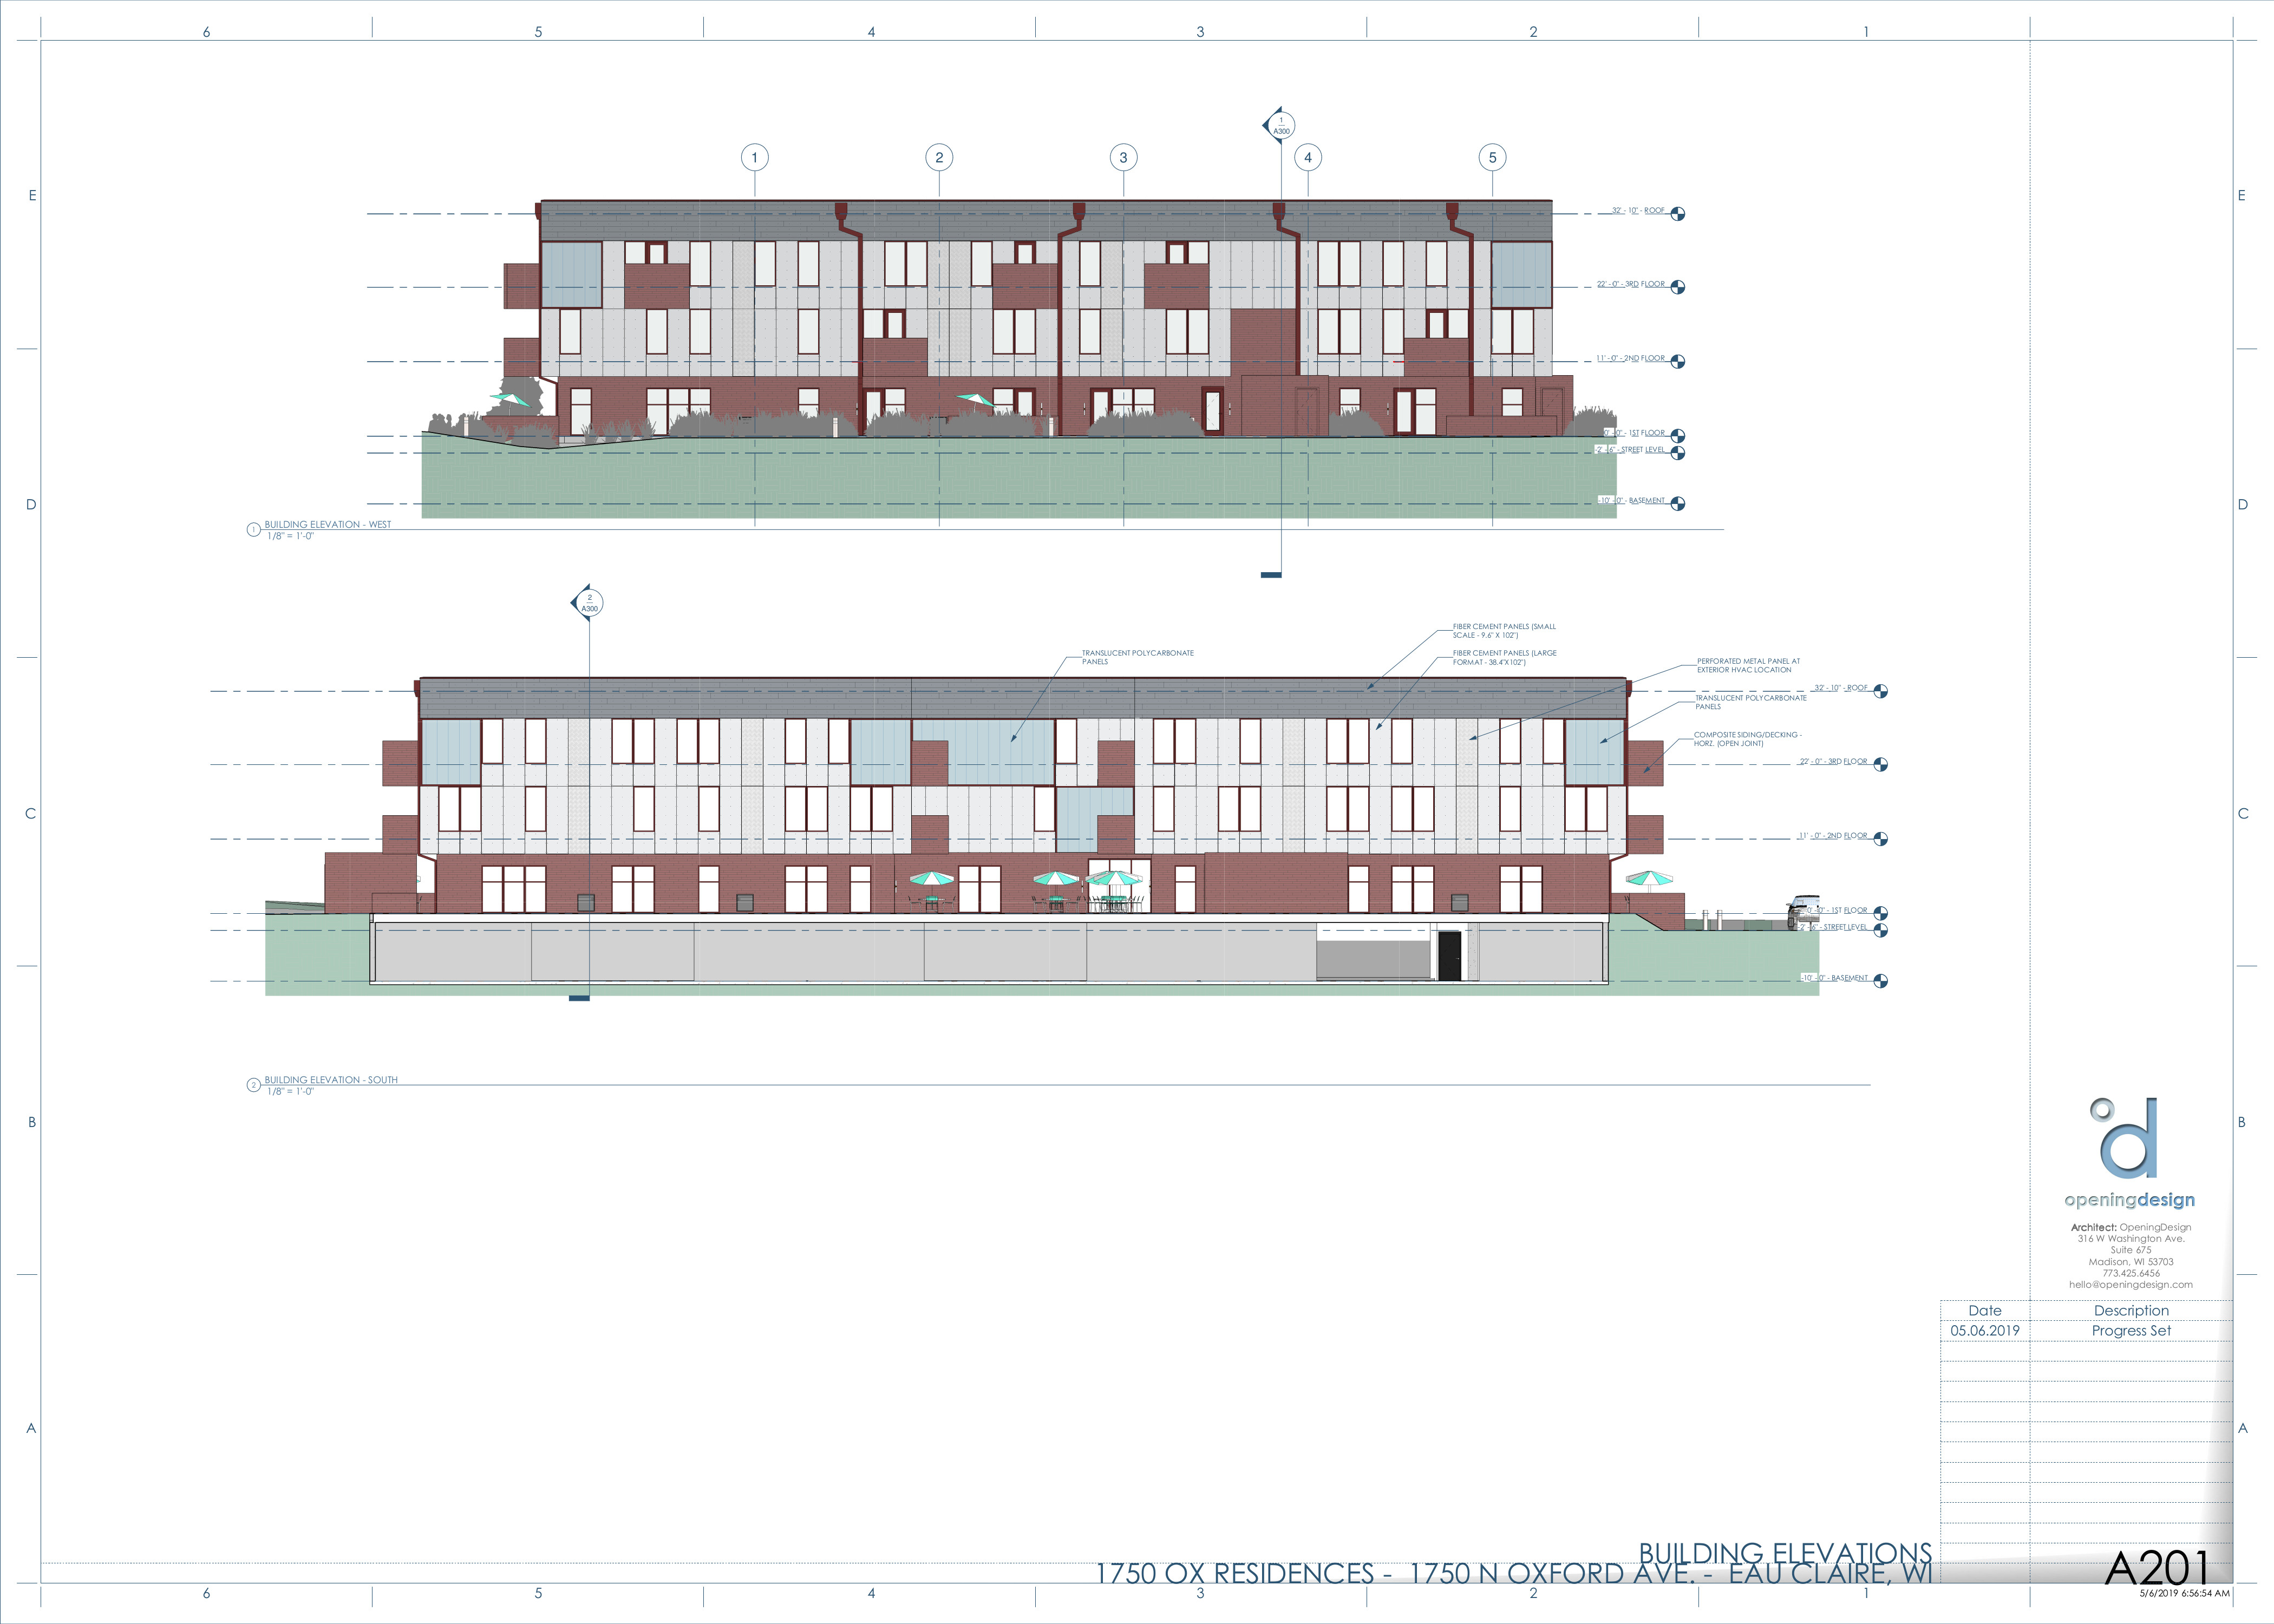 6 5 4 3 2 1
1
A300
1 2 3 4 5
E E
32' - 10" - ROOF
22' - 0" - 3RD FLOOR
11' - 0" - 2ND FLOOR
0' - 0" - 1ST FLOOR
-2' - 6" - STREET LEVEL
-10' - 0" - BASEMENT
D D
1 BUILDING ELEVATION - WEST
1/8" = 1'-0"
2
A300
FIBER CEMENT PANELS (SMALL
SCALE - 9.6" X 102")
TRANSLUCENT POLYCARBONATE
PANELS
FIBER CEMENT PANELS (LARGE
FORMAT - 38.4"X102")
PERFORATED METAL PANEL AT
EXTERIOR HVAC LOCATION
32' - 10" - ROOF
TRANSLUCENT POLYCARBONATE
PANELS
COMPOSITE SIDING/DECKING -
HORZ. (OPEN JOINT)
22' - 0" - 3RD FLOOR
C C
11' - 0" - 2ND FLOOR
0' - 0" - 1ST FLOOR
-2' - 6" - STREET LEVEL
-10' - 0" - BASEMENT
2 BUILDING ELEVATION - SOUTH
1/8" = 1'-0"
B B
d
openingdesign
Architect: OpeningDesign
316 W Washington Ave.
Suite 675
Madison, WI 53703
773.425.6456
hello@openingdesign.com
Date Description
05.06.2019 Progress Set
A A
BUILDING ELEVATIONS
1750 OX RESIDENCES - 1750 N OXFORD AVE. - EAU CLAIRE, WI
A201
5/6/2019 6:56:54 AM
6 5 4 3 2 1